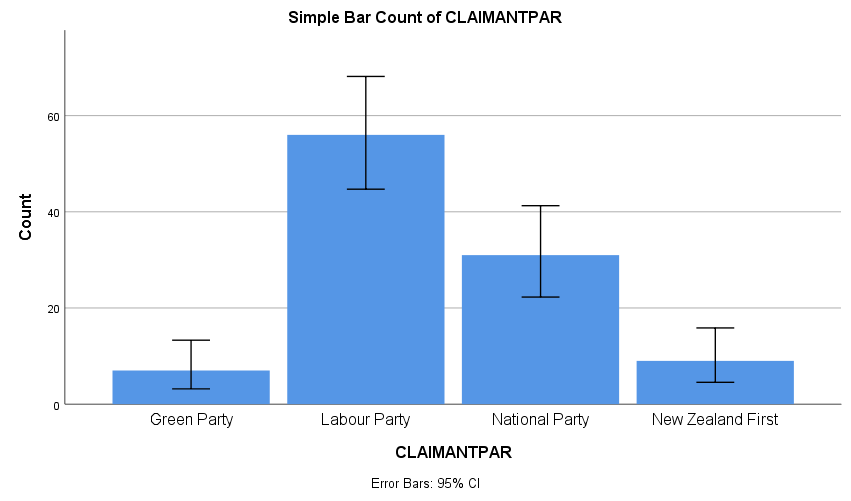 Simple Bar Count of CLAIMANTPAR
Count
60
40
20
0
Green Party
Labour Party
National Party
New Zealand First
CLAIMANTPAR
Error Bars: 95% CI